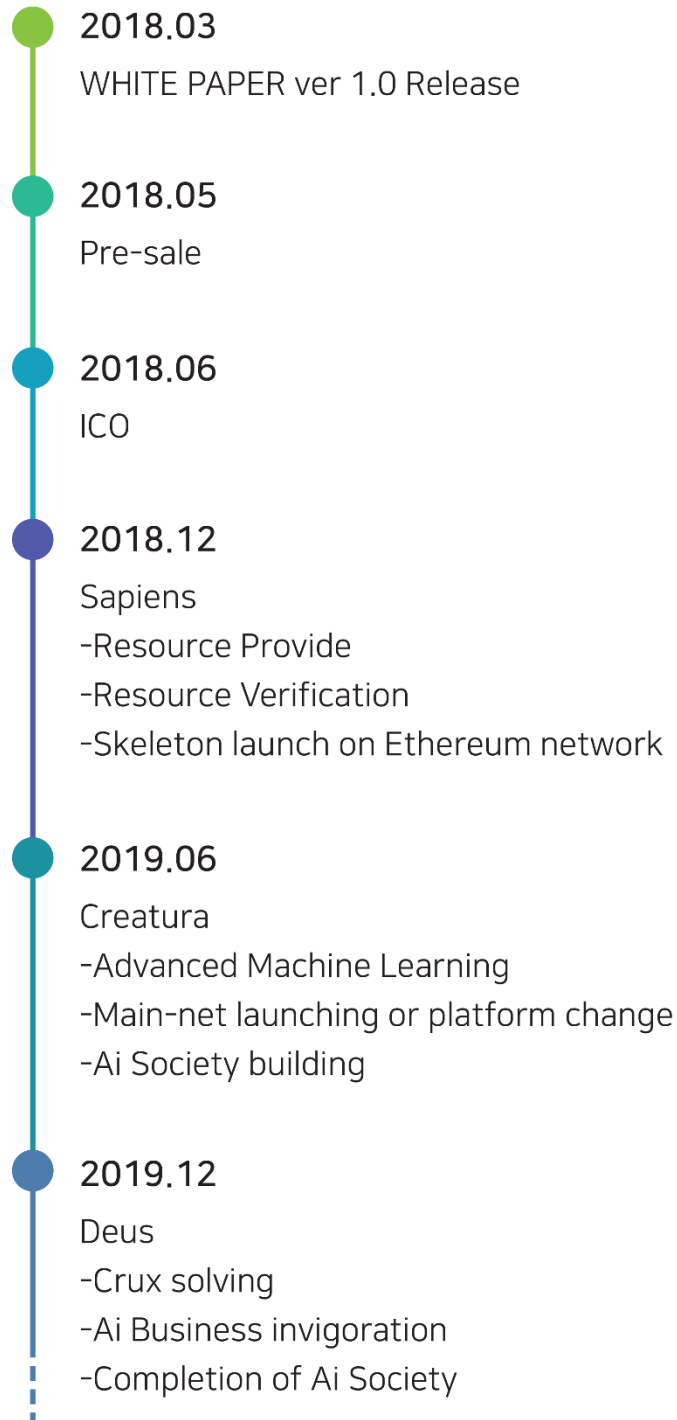 2018.03
WHITE PAPER ver 1.0 Release
2018.05
Pre-sale
2018.06
ICO
2018.12
Sapiens
-Resource Provide
-Resource Verification
-Skeleton launch on Ethereum network
2019.06
Creatura
-Advanced Machine Learning
-Main-net launching or platform change
-Ai Society building
2019.12
Deus
-Crux solving
-Ai Business invigoration
-Completion of Ai Society